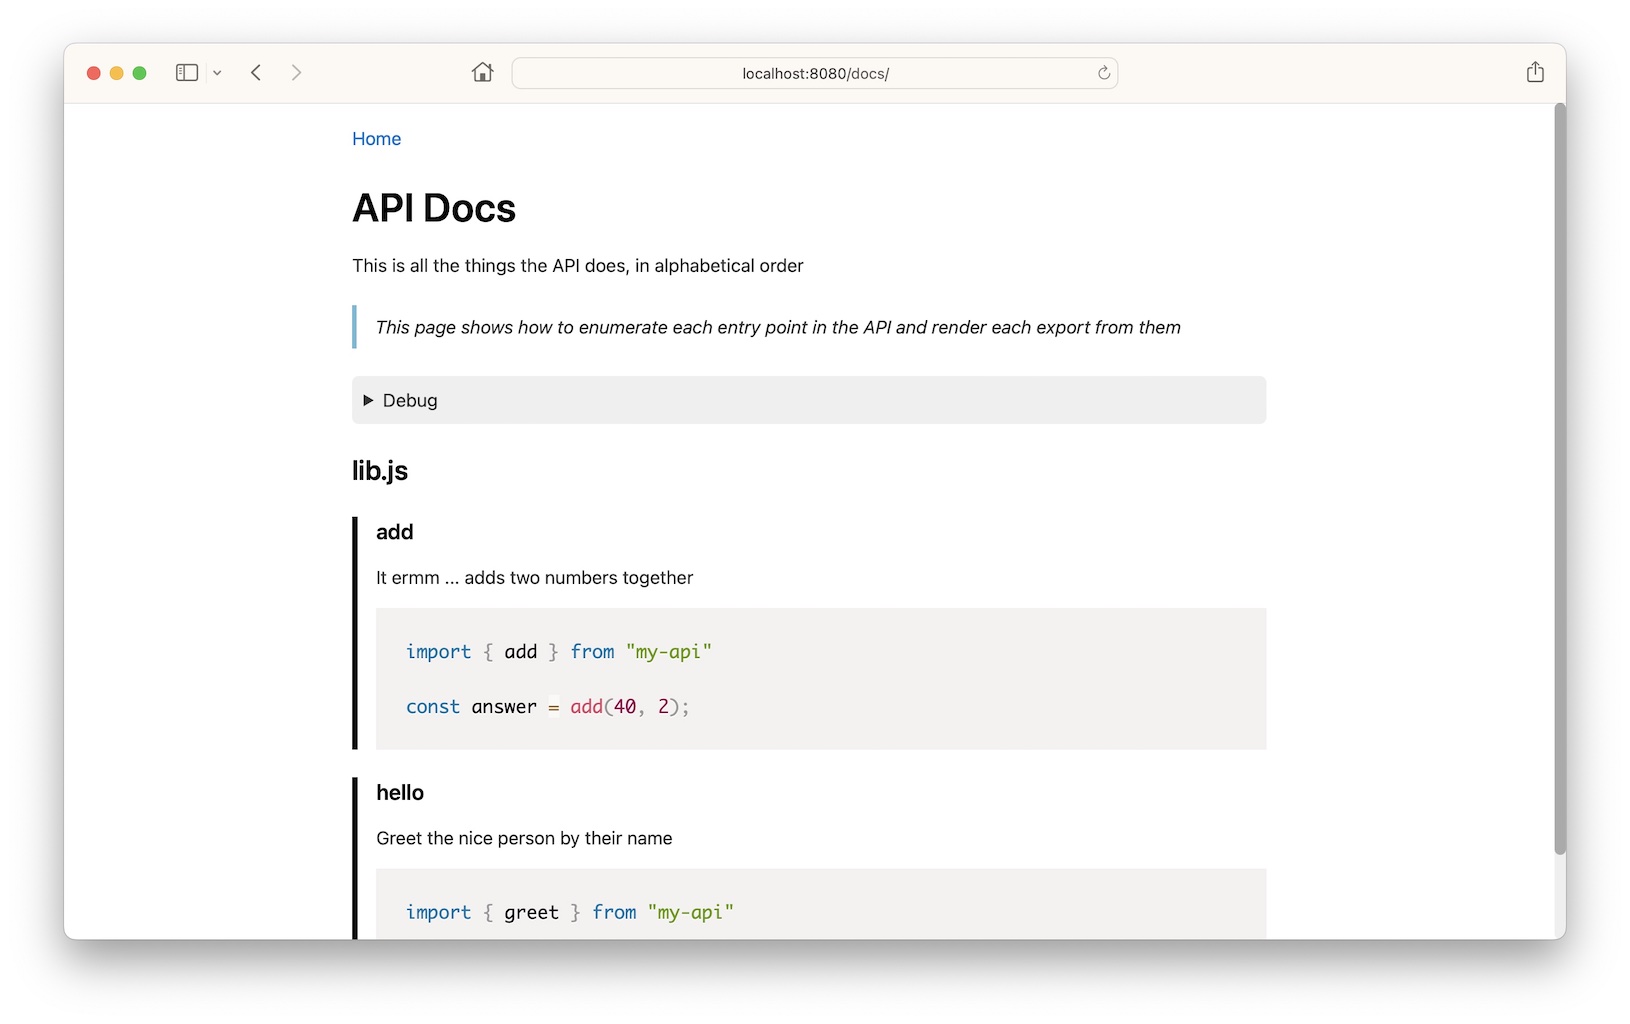 localhost:8080/docs/
Home
API Docs
This is all the things the API does, in alphabetical order
This page shows how to enumerate each entry point in the API and render each export from them
Debug
lib.js
add
It ermm ... adds two numbers together
import { add } from "my-api"
const answer = add(40, 2);
hello
Greet the nice person by their name
import { greet } from "my-api"